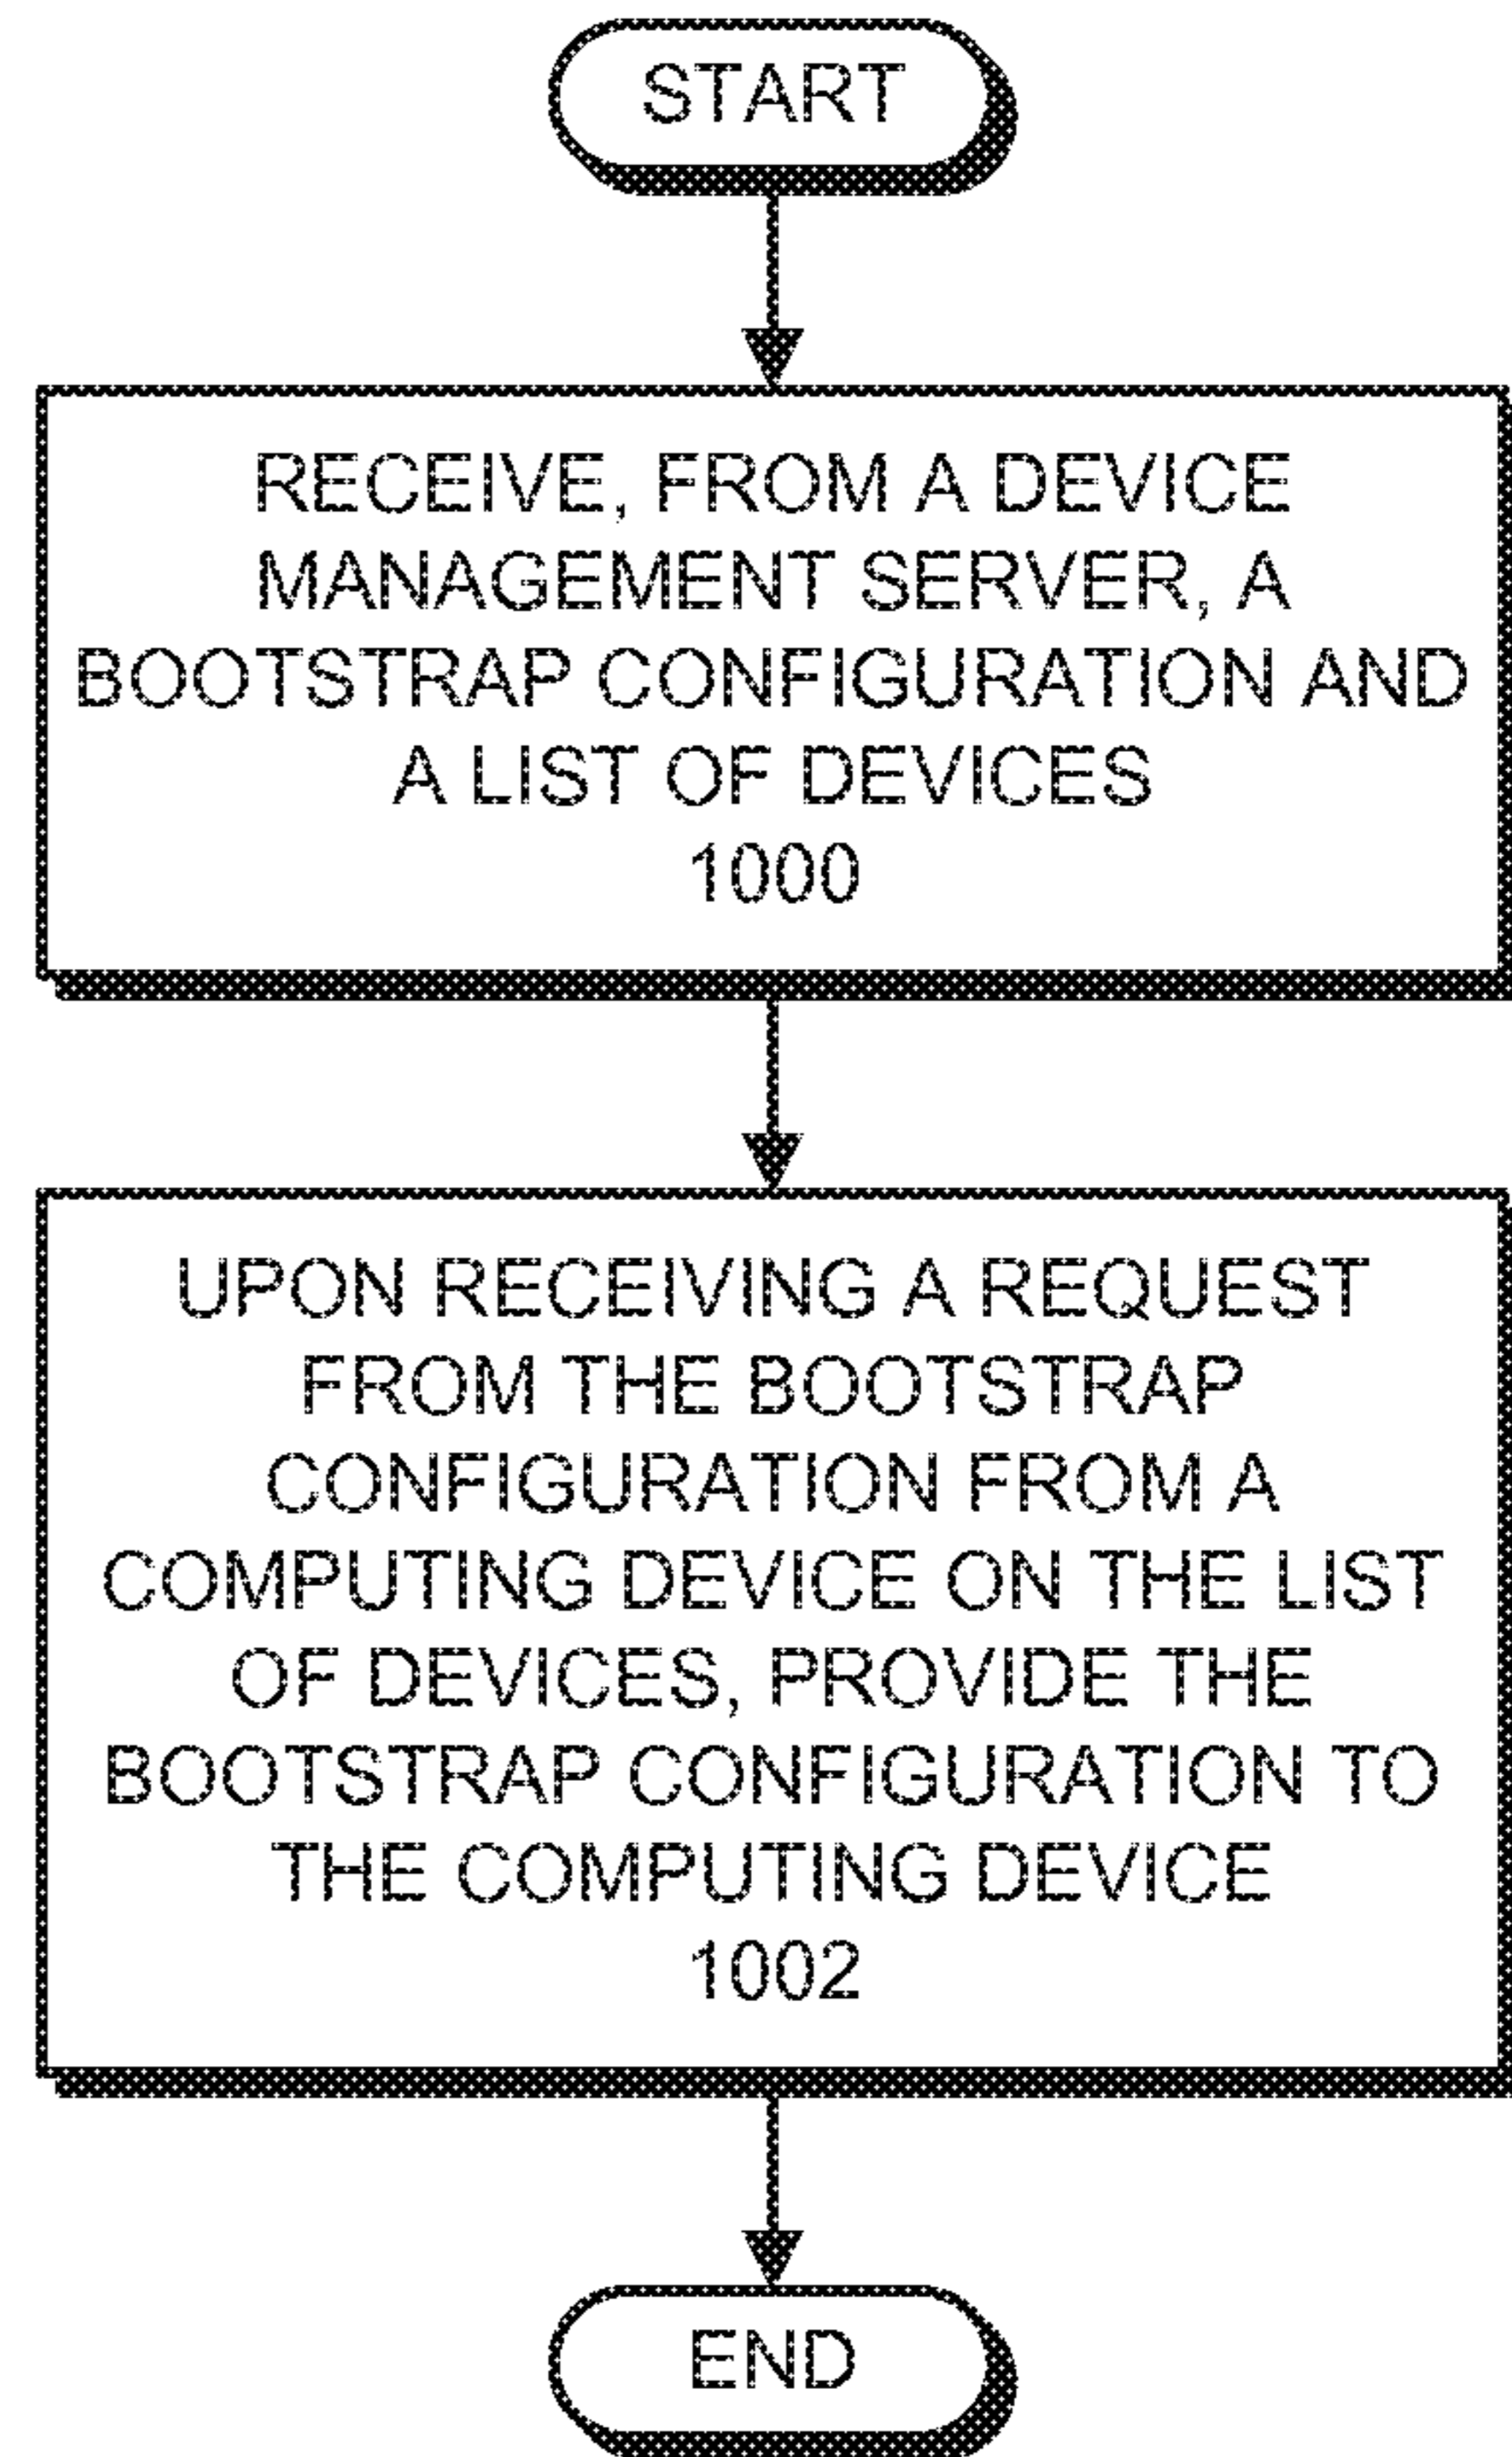 START
RECEIVE, FROM A DEVICE
MANAGEMENT SERVER, A
BOOTSTRAP CONFIGURATION AND
A LIST OF DEVICES
1000
UPON RECEIVING A REQUEST
FROM THE BOOTSTRAP
CONFIGURATION FROM A
COMPUTING DEVICE ON THE LIST
OF DEVICES, PROVIDE THE
BOOTSTRAP CONFIGURATION TO
THE COMPUTING DEVICE
1002
END